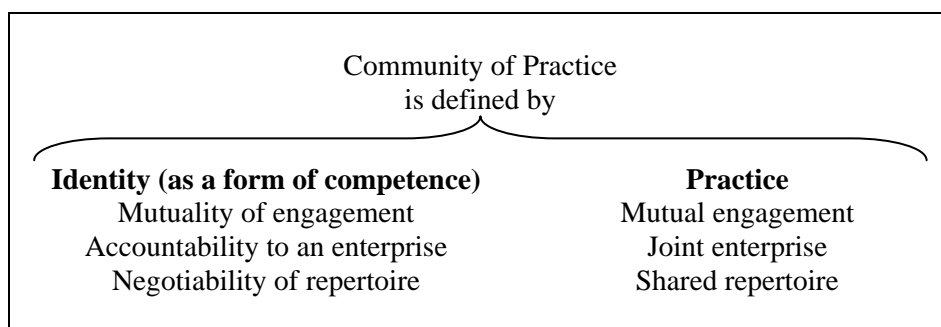 Community of Practice
is defined by
Identity (as a form of competence)
Mutuality of engagement
Accountability to an enterprise
Negotiability of repertoire
Practice
Mutual engagement
Joint enterprise
Shared repertoire